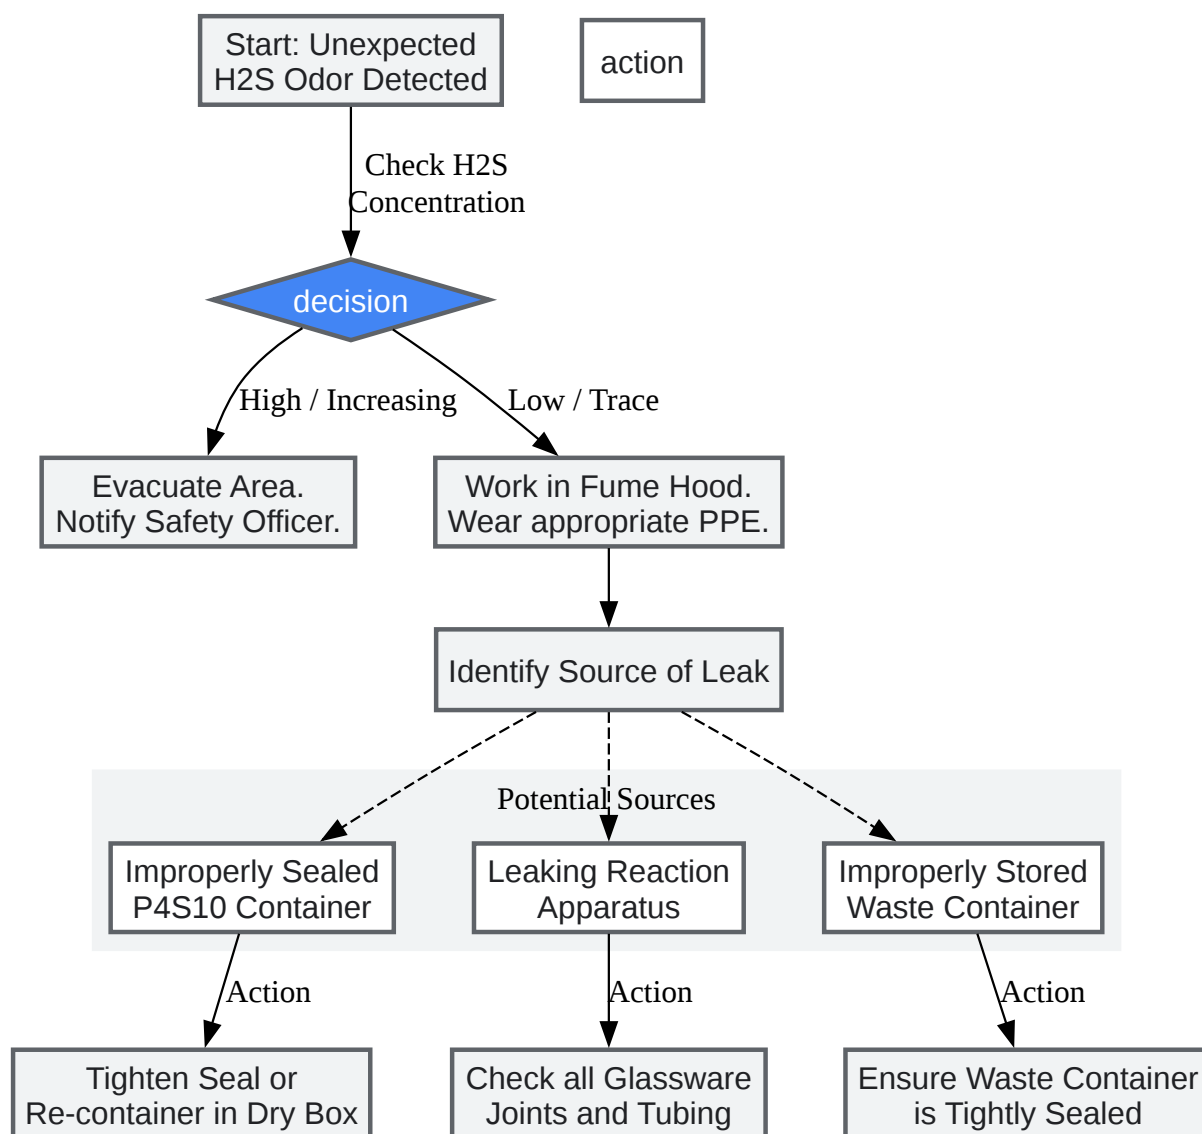 Start: Unexpected
H2S Odor Detected
action
Check H2S
Concentration
decision
High / Increasing
Low / Trace
Evacuate Area.
Notify Safety Officer.
Work in Fume Hood.
Wear appropriate PPE.
Identify Source of Leak
Potential Sources
Improperly Sealed
P4S10 Container
Leaking Reaction
Apparatus
Improperly Stored
Waste Container
Action
Action
Action
Tighten Seal or
Re-container in Dry Box
Check all Glassware
Joints and Tubing
Ensure Waste Container
is Tightly Sealed